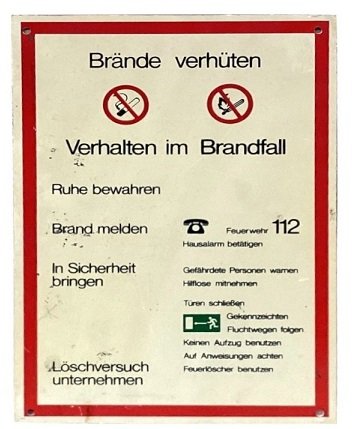 Brände verhüten
Verhalten im Brandfall
Ruhe bewahren
Brand melden
Feuerwehr 112
Hausalarm betätigen
In Sicherheit
bringen
Gefährdete Personen warnen
Hilflose mitnehmen
Türen schließen
Gekennzeichten
Fluchtwegen folgen
Keinen Aufzug benutzen
Auf Anweisungen achten
Löschversuch
unternehmen
Feuerlöscher benutzen